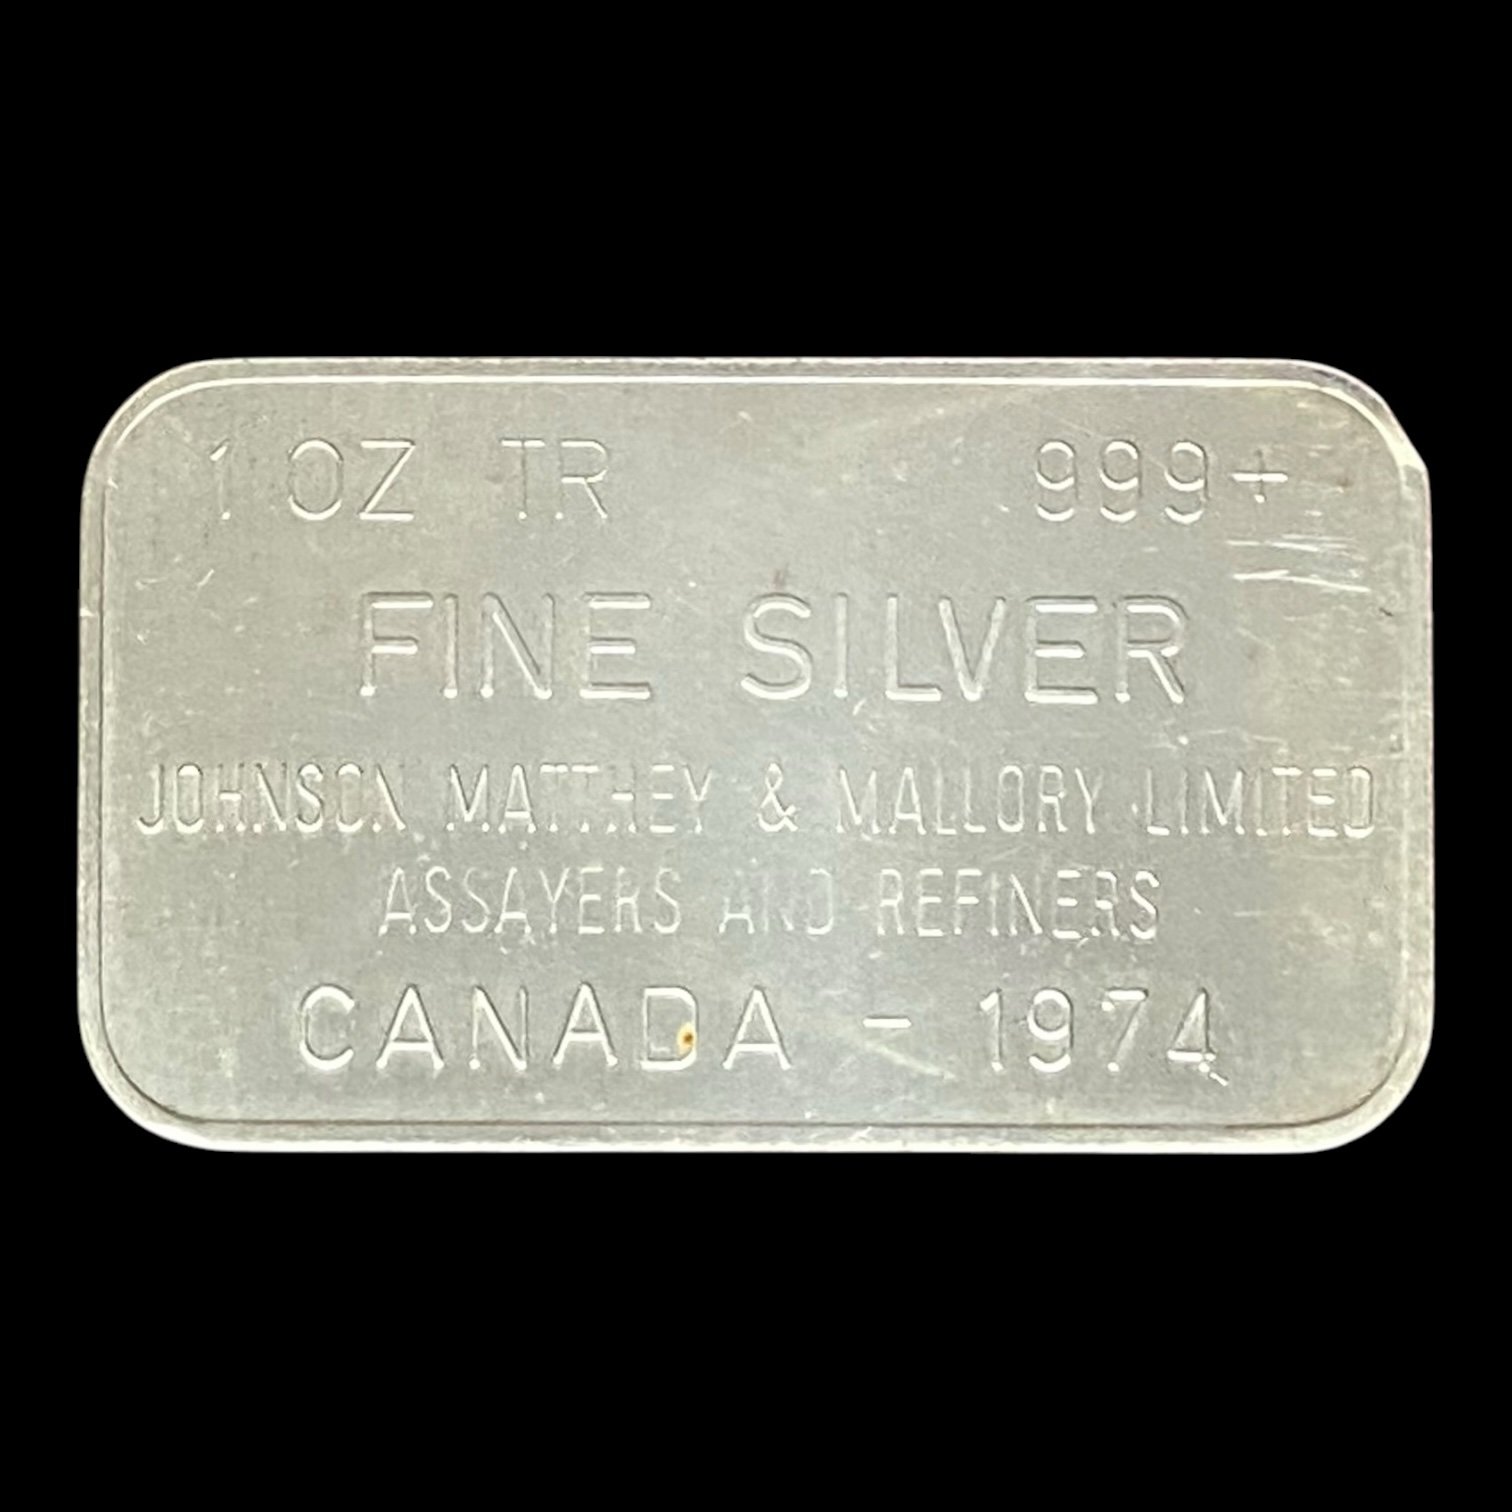 1 OZ TR 999+
FINE SILVER
JOHNSON MATTHEY & MALLORY LIMITED
ASSAYERS AND REFINERS
CANADA - 1974